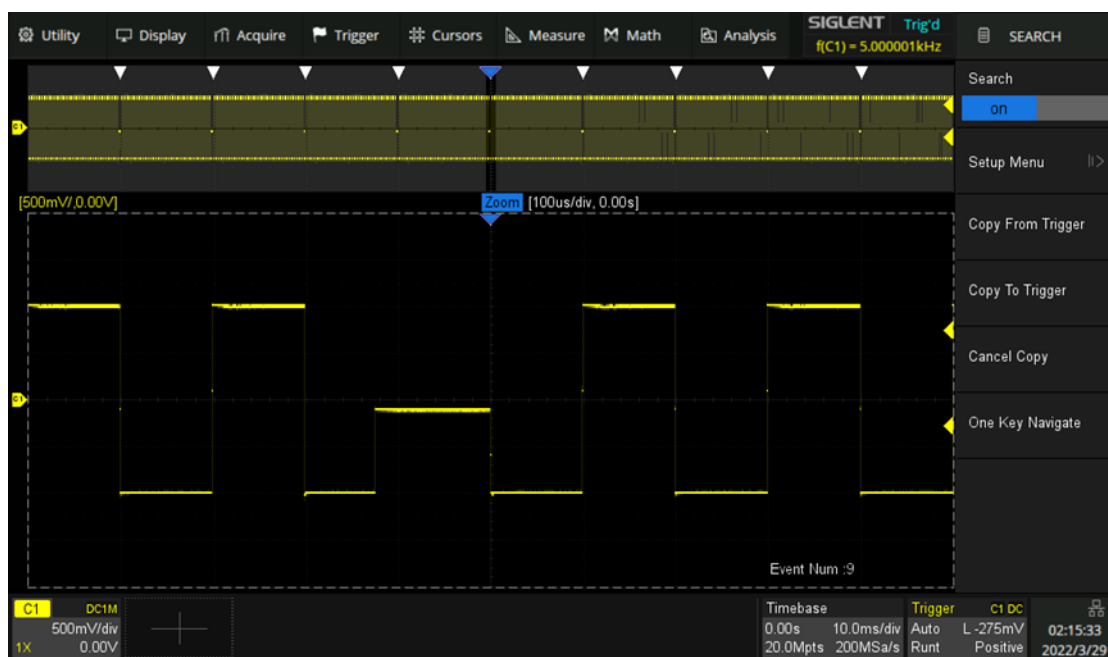 Utility Display Acquire Trigger Cursors Measure Math Analysis SIGLENT Trig'd SEARCH
f(C1) = 5.000001kHz
Search
on
C1
Setup Menu
[500mV/,0.00V] Zoom [100us/div, 0.00s]
Copy From Trigger
Copy To Trigger
Cancel Copy
C1
One Key Navigate
Event Num :9
C1 DC1M Timebase Trigger C1 DC
500mV/div 0.00s 10.0ms/div Auto L -275mV 02:15:33
1X 0.00V 20.0Mpts 200MSa/s Runt Positive 2022/3/29